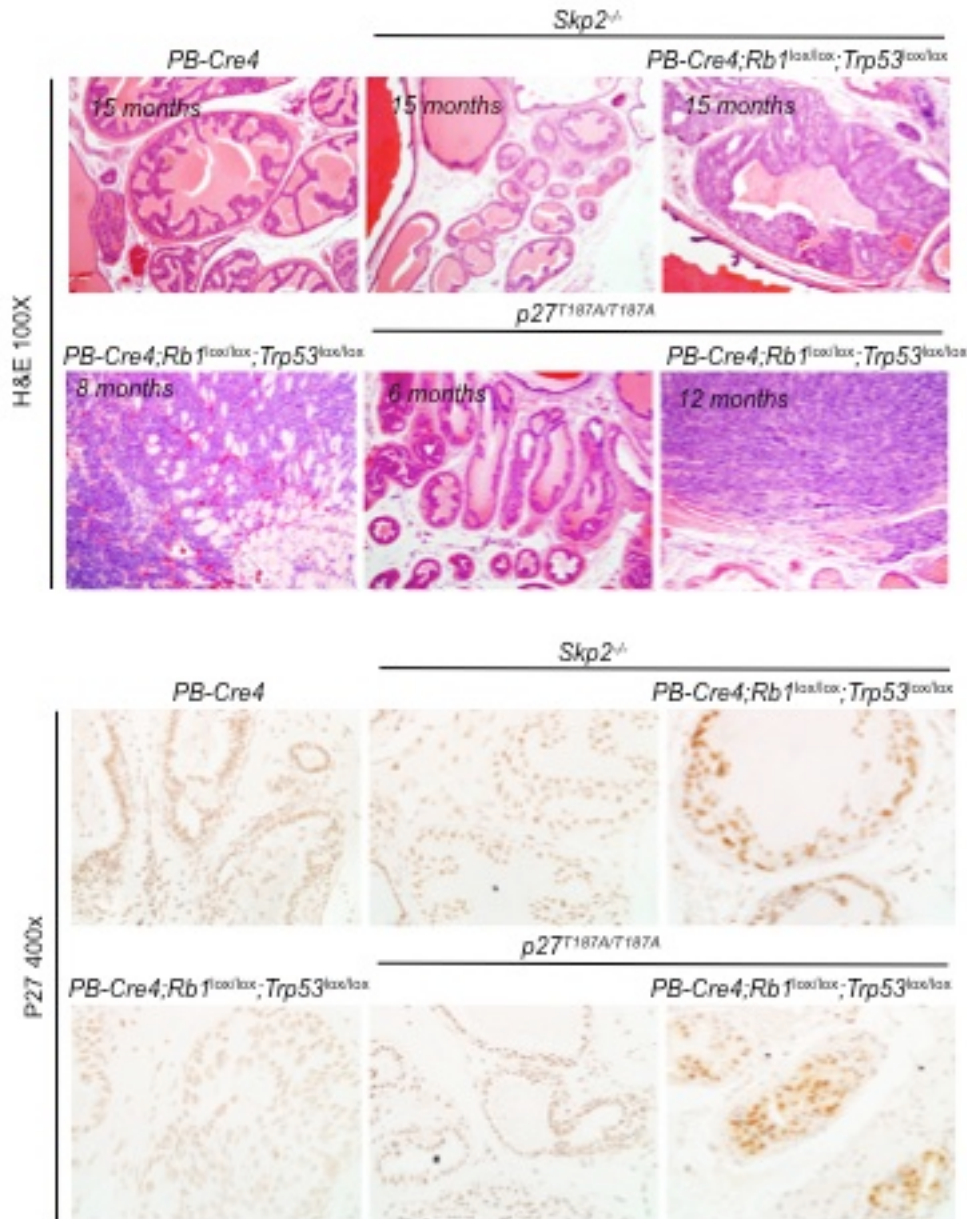 Skp2-/-
PB-Cre4 PB-Cre4;Rb1lox/lox;Trp53lox/lox
15 months 15 months 15 months
H&E 100X
p27T187A/T187A
PB-Cre4;Rb1lox/lox;Trp53lox/lox PB-Cre4;Rb1lox/lox;Trp53lox/lox
8 months 6 months 12 months
Skp2-/-
PB-Cre4 PB-Cre4;Rb1lox/lox;Trp53lox/lox
P27 400x
p27T187A/T187A
PB-Cre4;Rb1lox/lox;Trp53lox/lox PB-Cre4;Rb1lox/lox;Trp53lox/lox